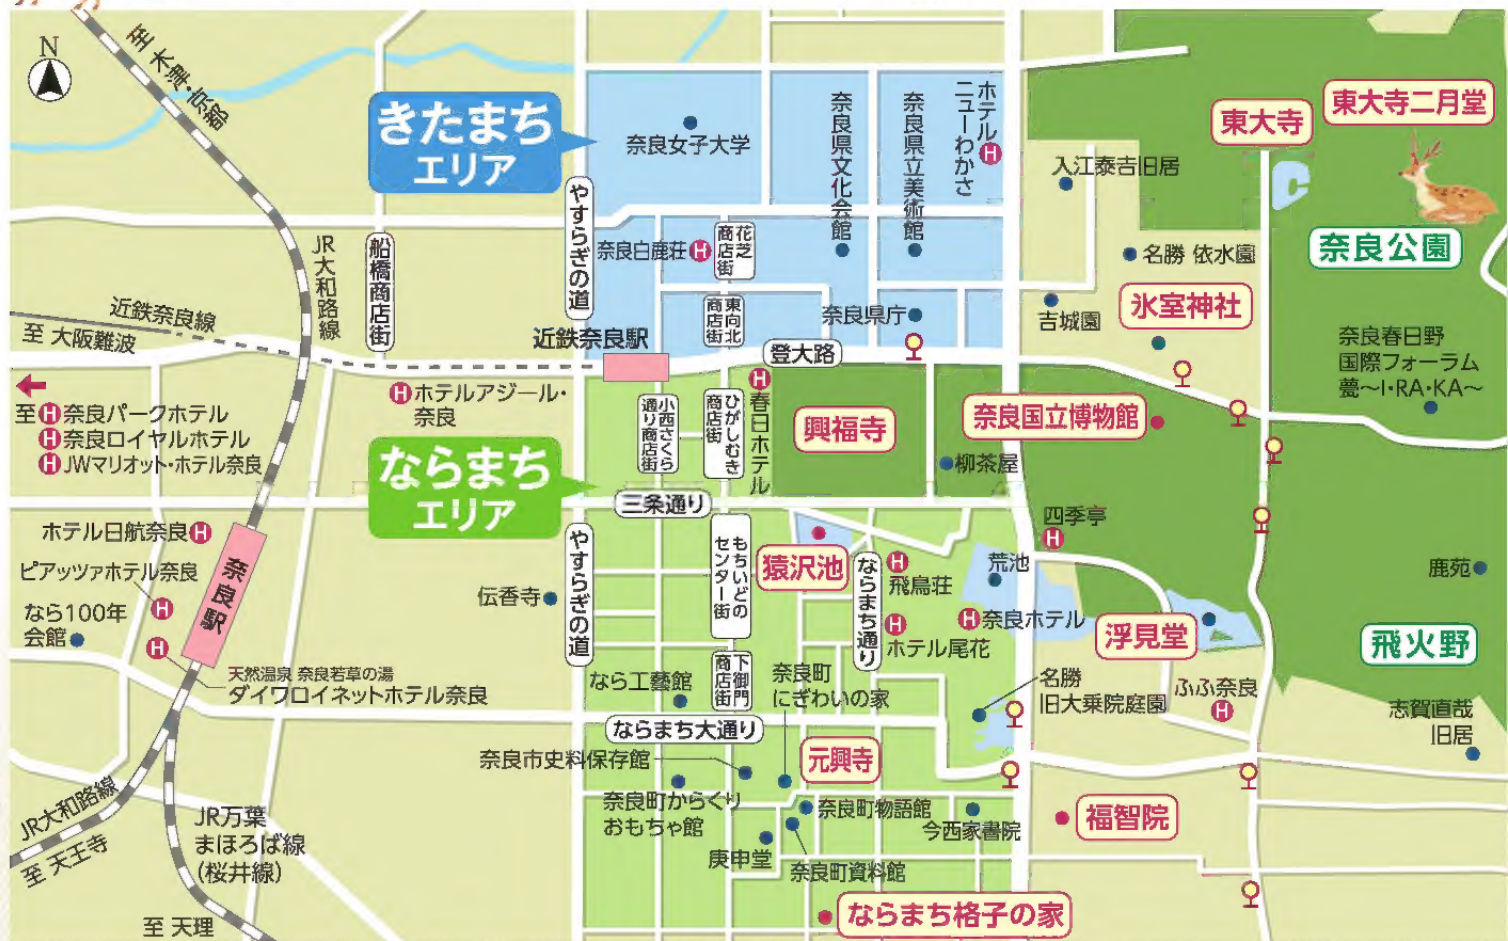 N
至 木津・京都
きたまち
エリア
奈良女子大学
奈良県文化会館
奈良県立美術館
ホテル
ニューわかさ
H
東大寺
東大寺二月堂
入江泰吉旧居
奈良公園
名勝 依水園
氷室神社
吉城園
奈良春日野
国際フォーラム
甍～I・RA・KA～
JR大和路線
船橋商店街
やすらぎの道
奈良白鹿荘 H
花芝
商店街
東向北
商店街
奈良県庁
近鉄奈良線
至 大阪難波
近鉄奈良駅
登大路
至 H 奈良パークホテル
H 奈良ロイヤルホテル
H JWマリオット・ホテル奈良
H ホテルアジール・
奈良
ならまち
エリア
小西さくら
通り商店街
ひがしむき
商店街
H 春日ホテル
興福寺
奈良国立博物館
柳茶屋
三条通り
ホテル日航奈良 H
ピアッツァホテル奈良
H
なら100年
会館
奈良駅
H
天然温泉 奈良若草の湯
ダイワロイネットホテル奈良
伝香寺
やすらぎの道
もちいどの
センター街
猿沢池
ならまち通り
H
飛鳥荘
H
ホテル尾花
荒池
H 奈良ホテル
四季亭
H
浮見堂
鹿苑
飛火野
なら工藝館
下御門
商店街
奈良町
にぎわいの家
名勝
旧大乗院庭園
ふふ奈良
H
志賀直哉
旧居
ならまち大通り
奈良市史料保存館
元興寺
奈良町からくり
おもちゃ館
奈良町物語館
今西家書院
福智院
庚申堂
奈良町資料館
ならまち格子の家
JR大和路線
至 天王寺
JR万葉
まほろば線
(桜井線)
至 天理